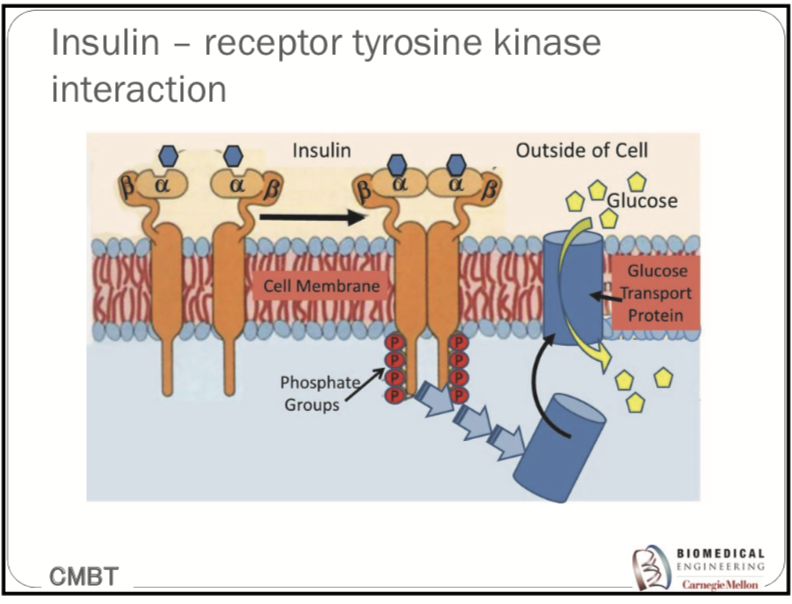 Insulin – receptor tyrosine kinase
interaction
Insulin
Outside of Cell
β α
α β
β α
α β
Glucose
Cell Membrane
Glucose
Transport
Protein
P P
P P
P P
P P
Phosphate
Groups
CMBT
BIOMEDICAL
ENGINEERING
Carnegie Mellon